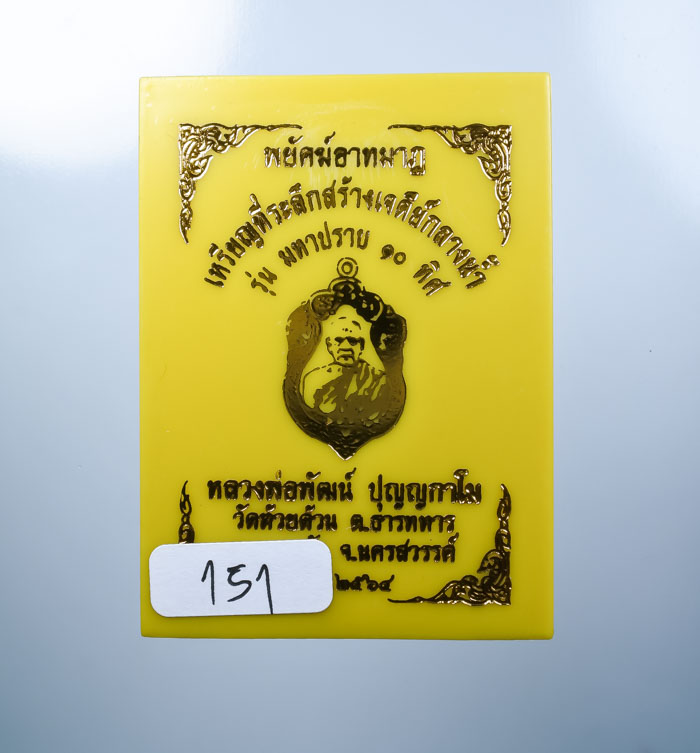 พยัคฆ์อาทมาฏ
เหรียญที่ระลึกสร้างเจดีย์กลางน้ำ
รุ่น มหาปราบ ๑๐ ทิศ
หลวงพ่อพัฒน์ ปุญญกาโม
วัดห้วยด้วน ต.ธารทหาร
จ.นครสวรรค์
๒๕๖๔
151